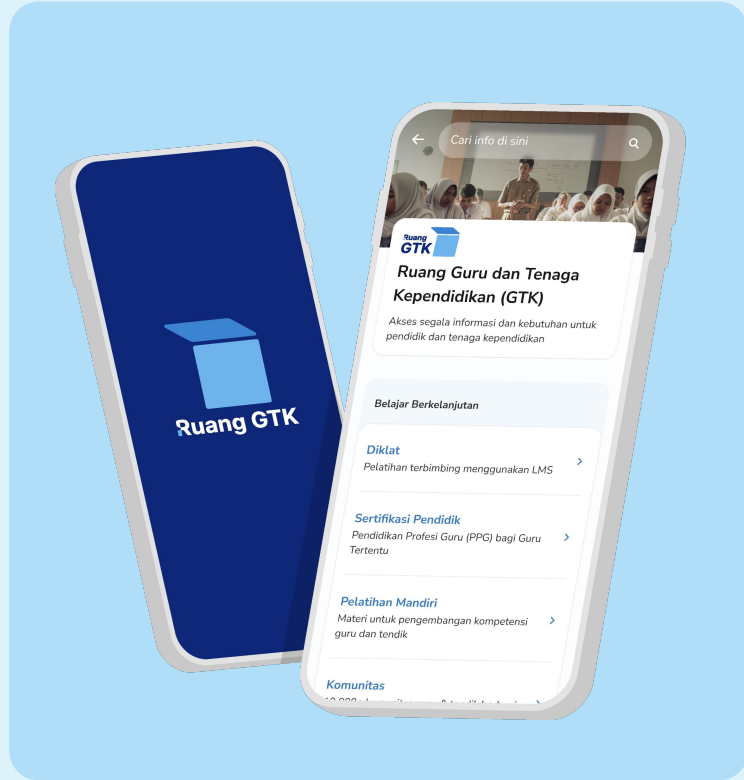 Ruang GTK
Cari info di sini
Ruang
GTK
Ruang Guru dan Tenaga
Kependidikan (GTK)
Akses segala informasi dan kebutuhan untuk
pendidik dan tenaga kependidikan
Belajar Berkelanjutan
Diklat
Pelatihan terbimbing menggunakan LMS
Sertifikasi Pendidik
Pendidikan Profesi Guru (PPG) bagi Guru
Tertentu
Pelatihan Mandiri
Materi untuk pengembangan kompetensi
guru dan tendik
Komunitas